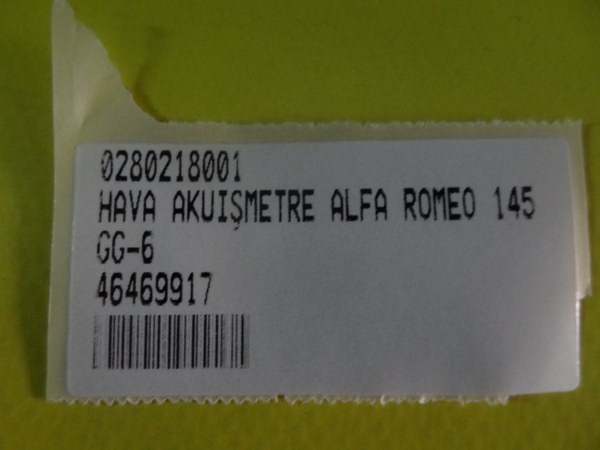 0280218001
HAVA AKUIŞMETRE ALFA ROMEO 145
GG-6
46469917